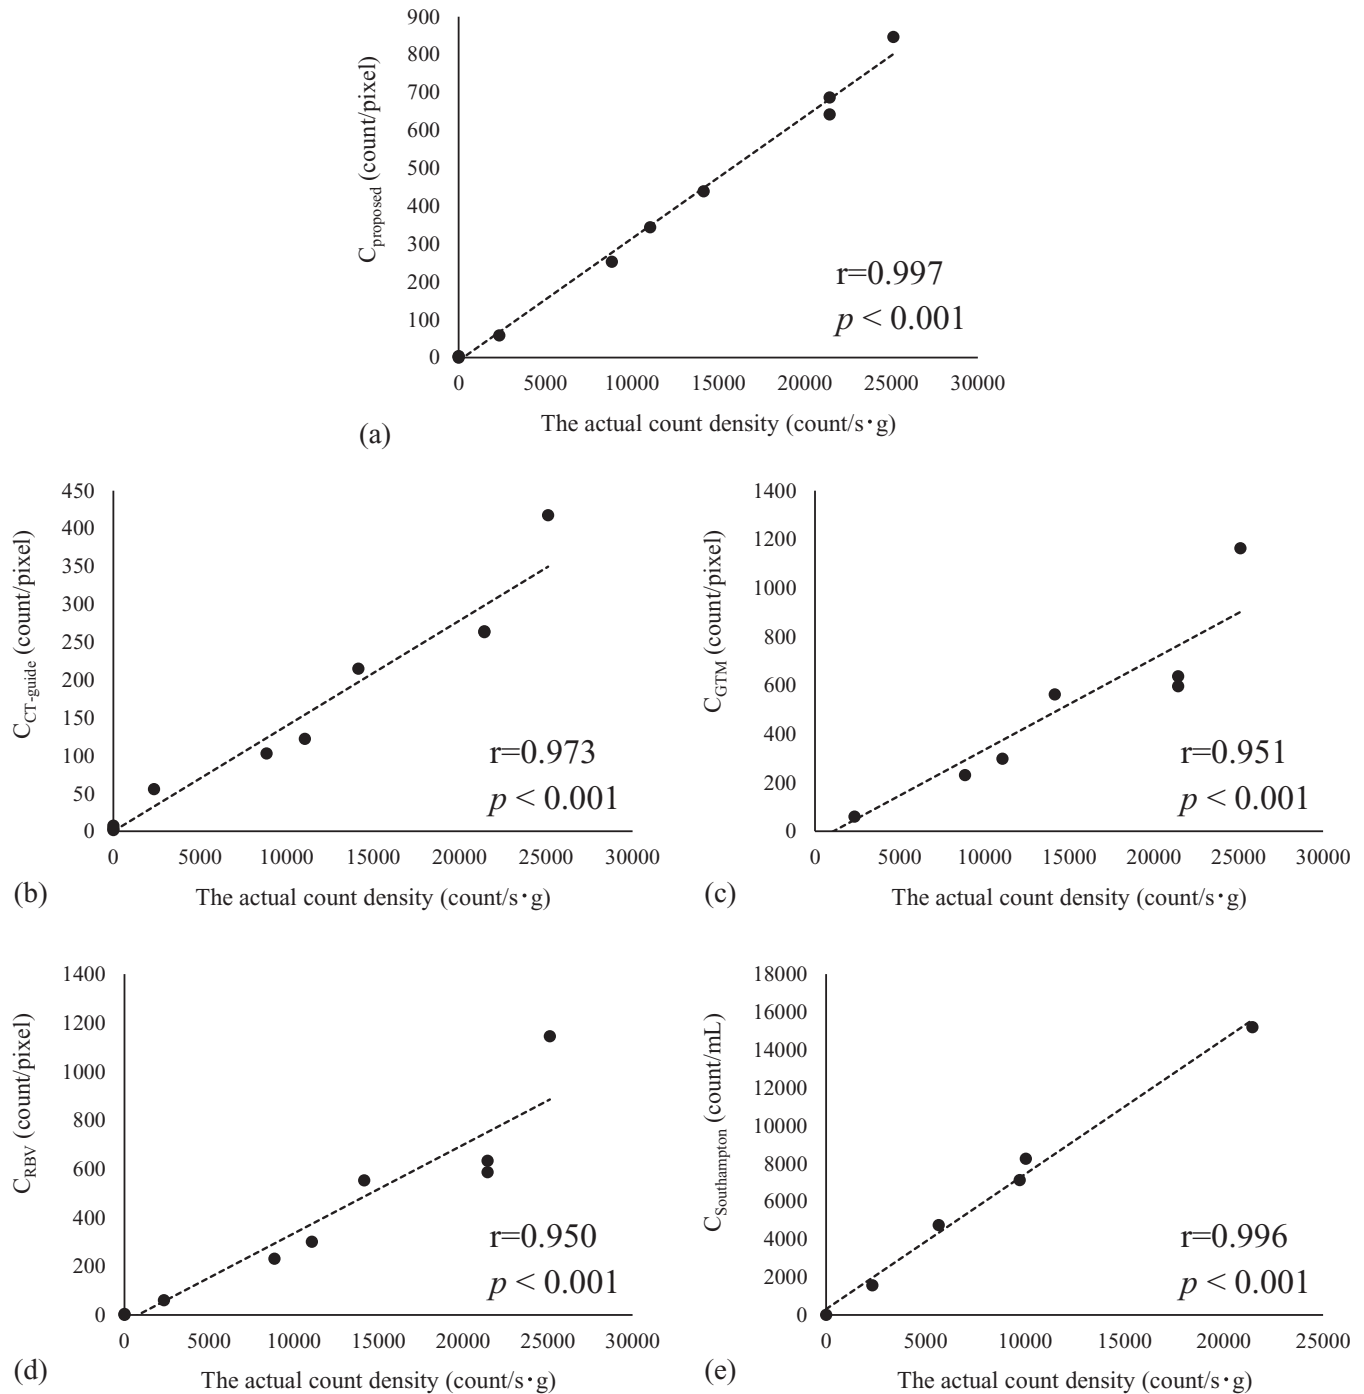 900
800
700
600
500
400
300
200
100
0
C_proposed (count/pixel)
r=0.997
p < 0.001
0 5000 10000 15000 20000 25000 30000
The actual count density (count/s・g)
(a)
450
400
350
300
250
200
150
100
50
0
C_CT-guide (count/pixel)
r=0.973
p < 0.001
0 5000 10000 15000 20000 25000 30000
The actual count density (count/s・g)
(b)
1400
1200
1000
800
600
400
200
0
C_GTM (count/pixel)
r=0.951
p < 0.001
0 5000 10000 15000 20000 25000 30000
The actual count density (count/s・g)
(c)
1400
1200
1000
800
600
400
200
0
C_RBV (count/pixel)
r=0.950
p < 0.001
0 5000 10000 15000 20000 25000 30000
The actual count density (count/s・g)
(d)
18000
16000
14000
12000
10000
8000
6000
4000
2000
0
C_Southampton (count/mL)
r=0.996
p < 0.001
0 5000 10000 15000 20000 25000
The actual count density (count/s・g)
(e)